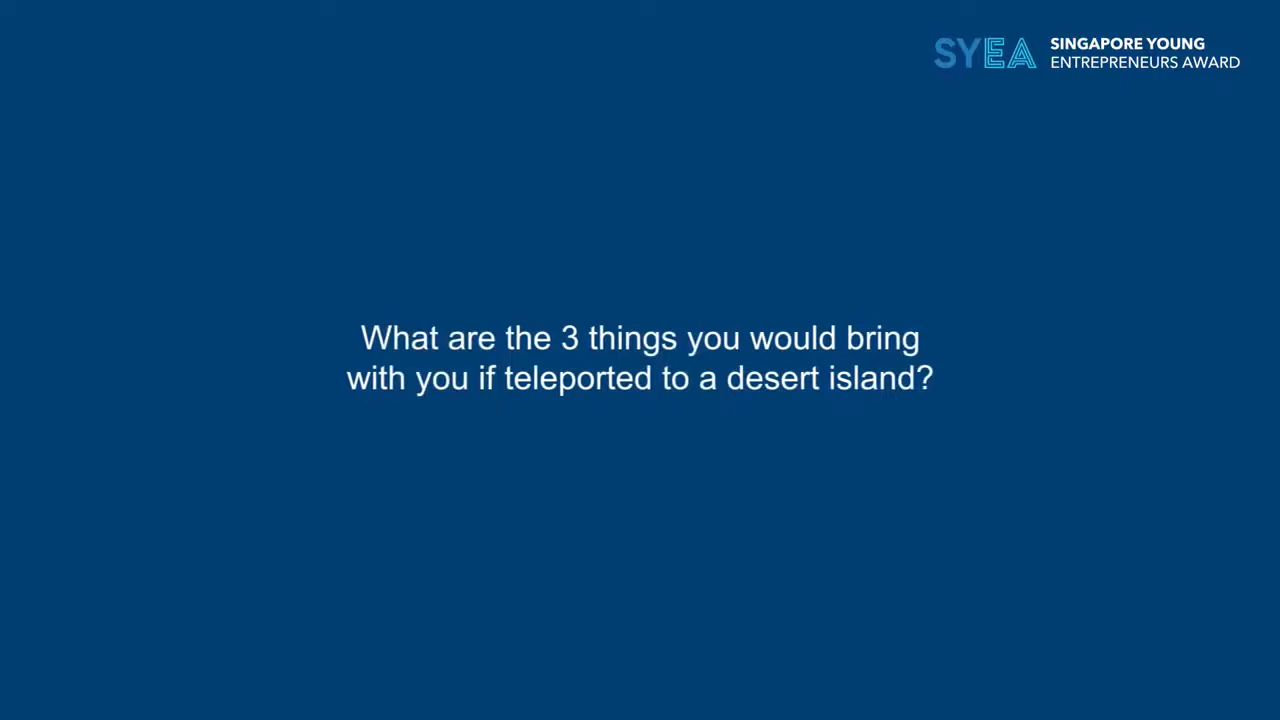 SYEA
SINGAPORE YOUNG
ENTREPRENEURS AWARD
What are the 3 things you would bring
with you if teleported to a desert island?